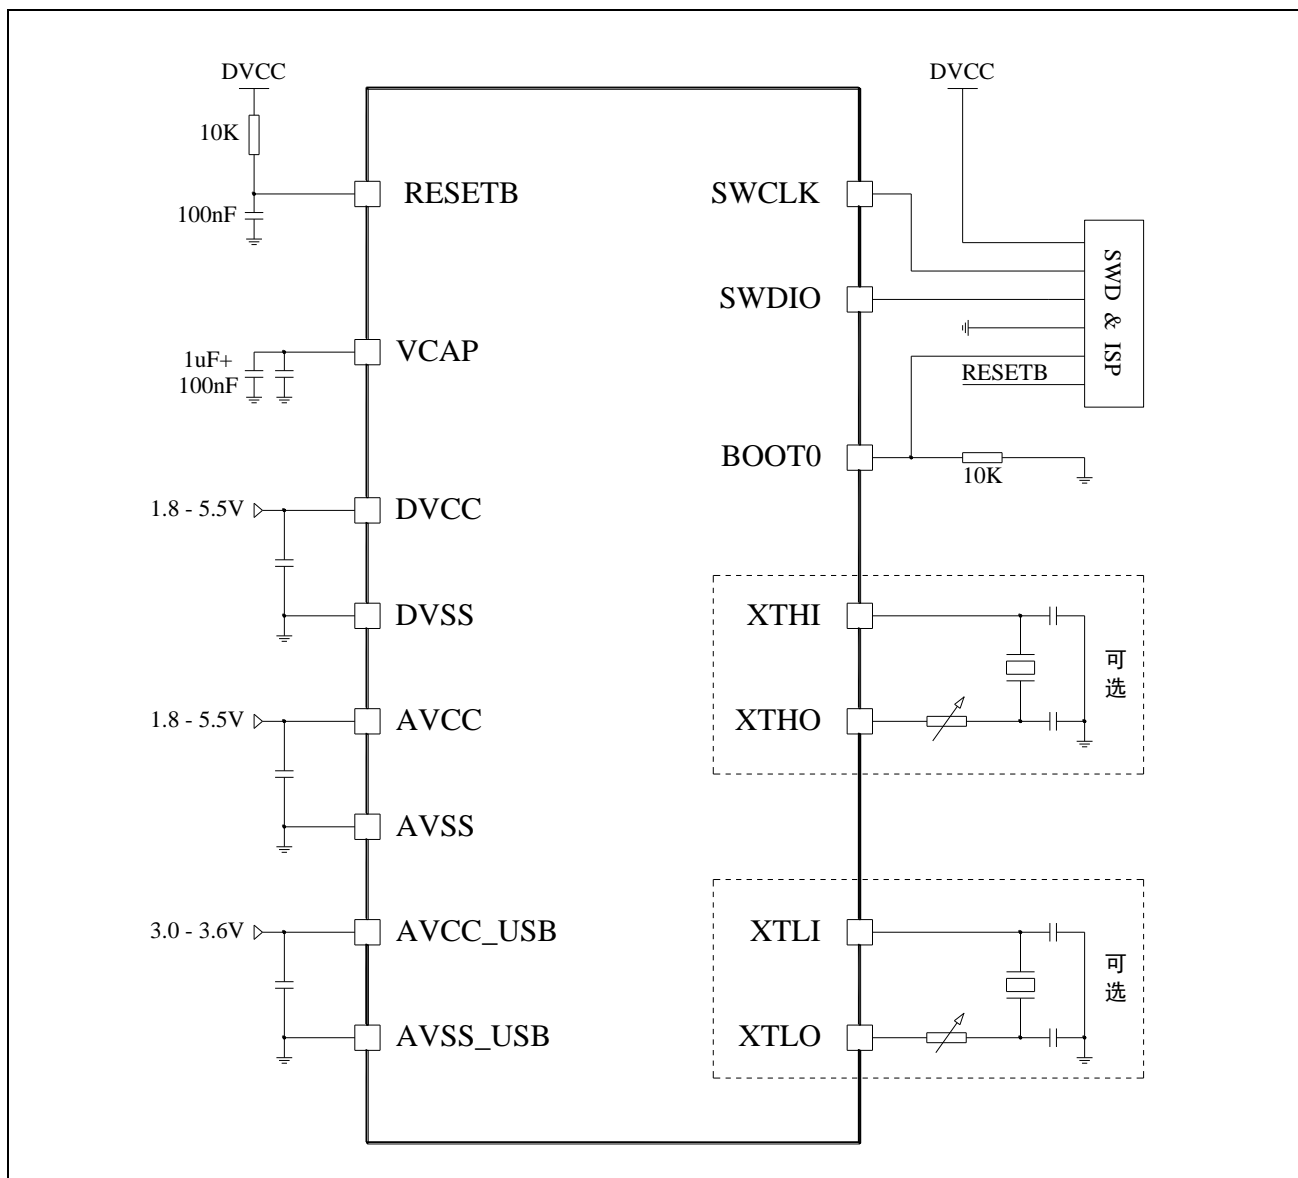 DVCC
10K
100nF
RESETB
1uF+
100nF
VCAP
1.8 - 5.5V
DVCC
DVSS
1.8 - 5.5V
AVCC
AVSS
3.0 - 3.6V
AVCC_USB
AVSS_USB
DVCC
SWCLK
SWDIO
SWD & ISP
RESETB
BOOT0
10K
XTHI
XTHO
可
选
XTLI
XTLO
可
选